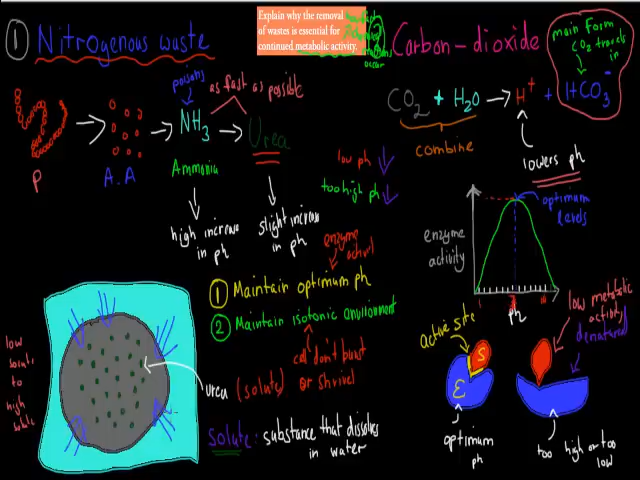 ① Nitrogenous waste
Explain why the removal
of wastes is essential for
continued metabolic activity.
occur
Carbon-dioxide
main form
CO2 travels
in
poisons
as fast as possible
CO2 + H2O → H+ + HCO3-
combine
lowers ph
P
A.A
NH3
Urea
Ammonia
low ph ↓
too high ph ↓
high increase
in ph
slight increase
in ph
optimum
levels
enzyme
activity
ph
enzyme
① Maintain optimum ph
② Maintain isotonic environment
cell don't burst
or shrivel
low
solute
to
high
solute
urea (solute)
solute: substance that dissolves
in water
active site
S
E
optimum
ph
low metabolic
activity
denatured
too high or too
low